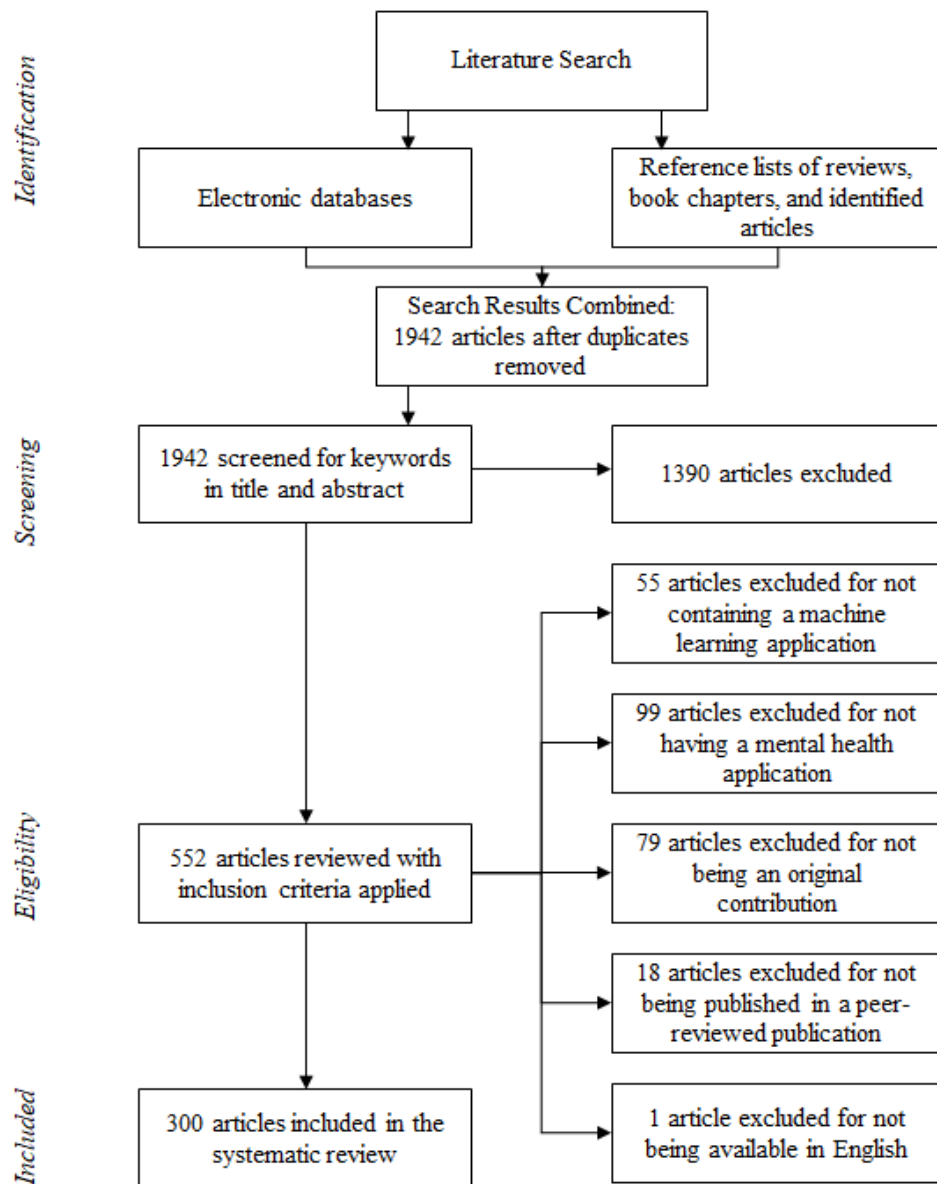 Identification
Literature Search
Electronic databases
Reference lists of reviews,
book chapters, and identified
articles
Search Results Combined:
1942 articles after duplicates
removed
Screening
1942 screened for keywords
in title and abstract
1390 articles excluded
55 articles excluded for not
containing a machine
learning application
99 articles excluded for not
having a mental health
application
Eligibility
552 articles reviewed with
inclusion criteria applied
79 articles excluded for not
being an original
contribution
18 articles excluded for not
being published in a peer-
reviewed publication
Included
300 articles included in the
systematic review
1 article excluded for not
being available in English